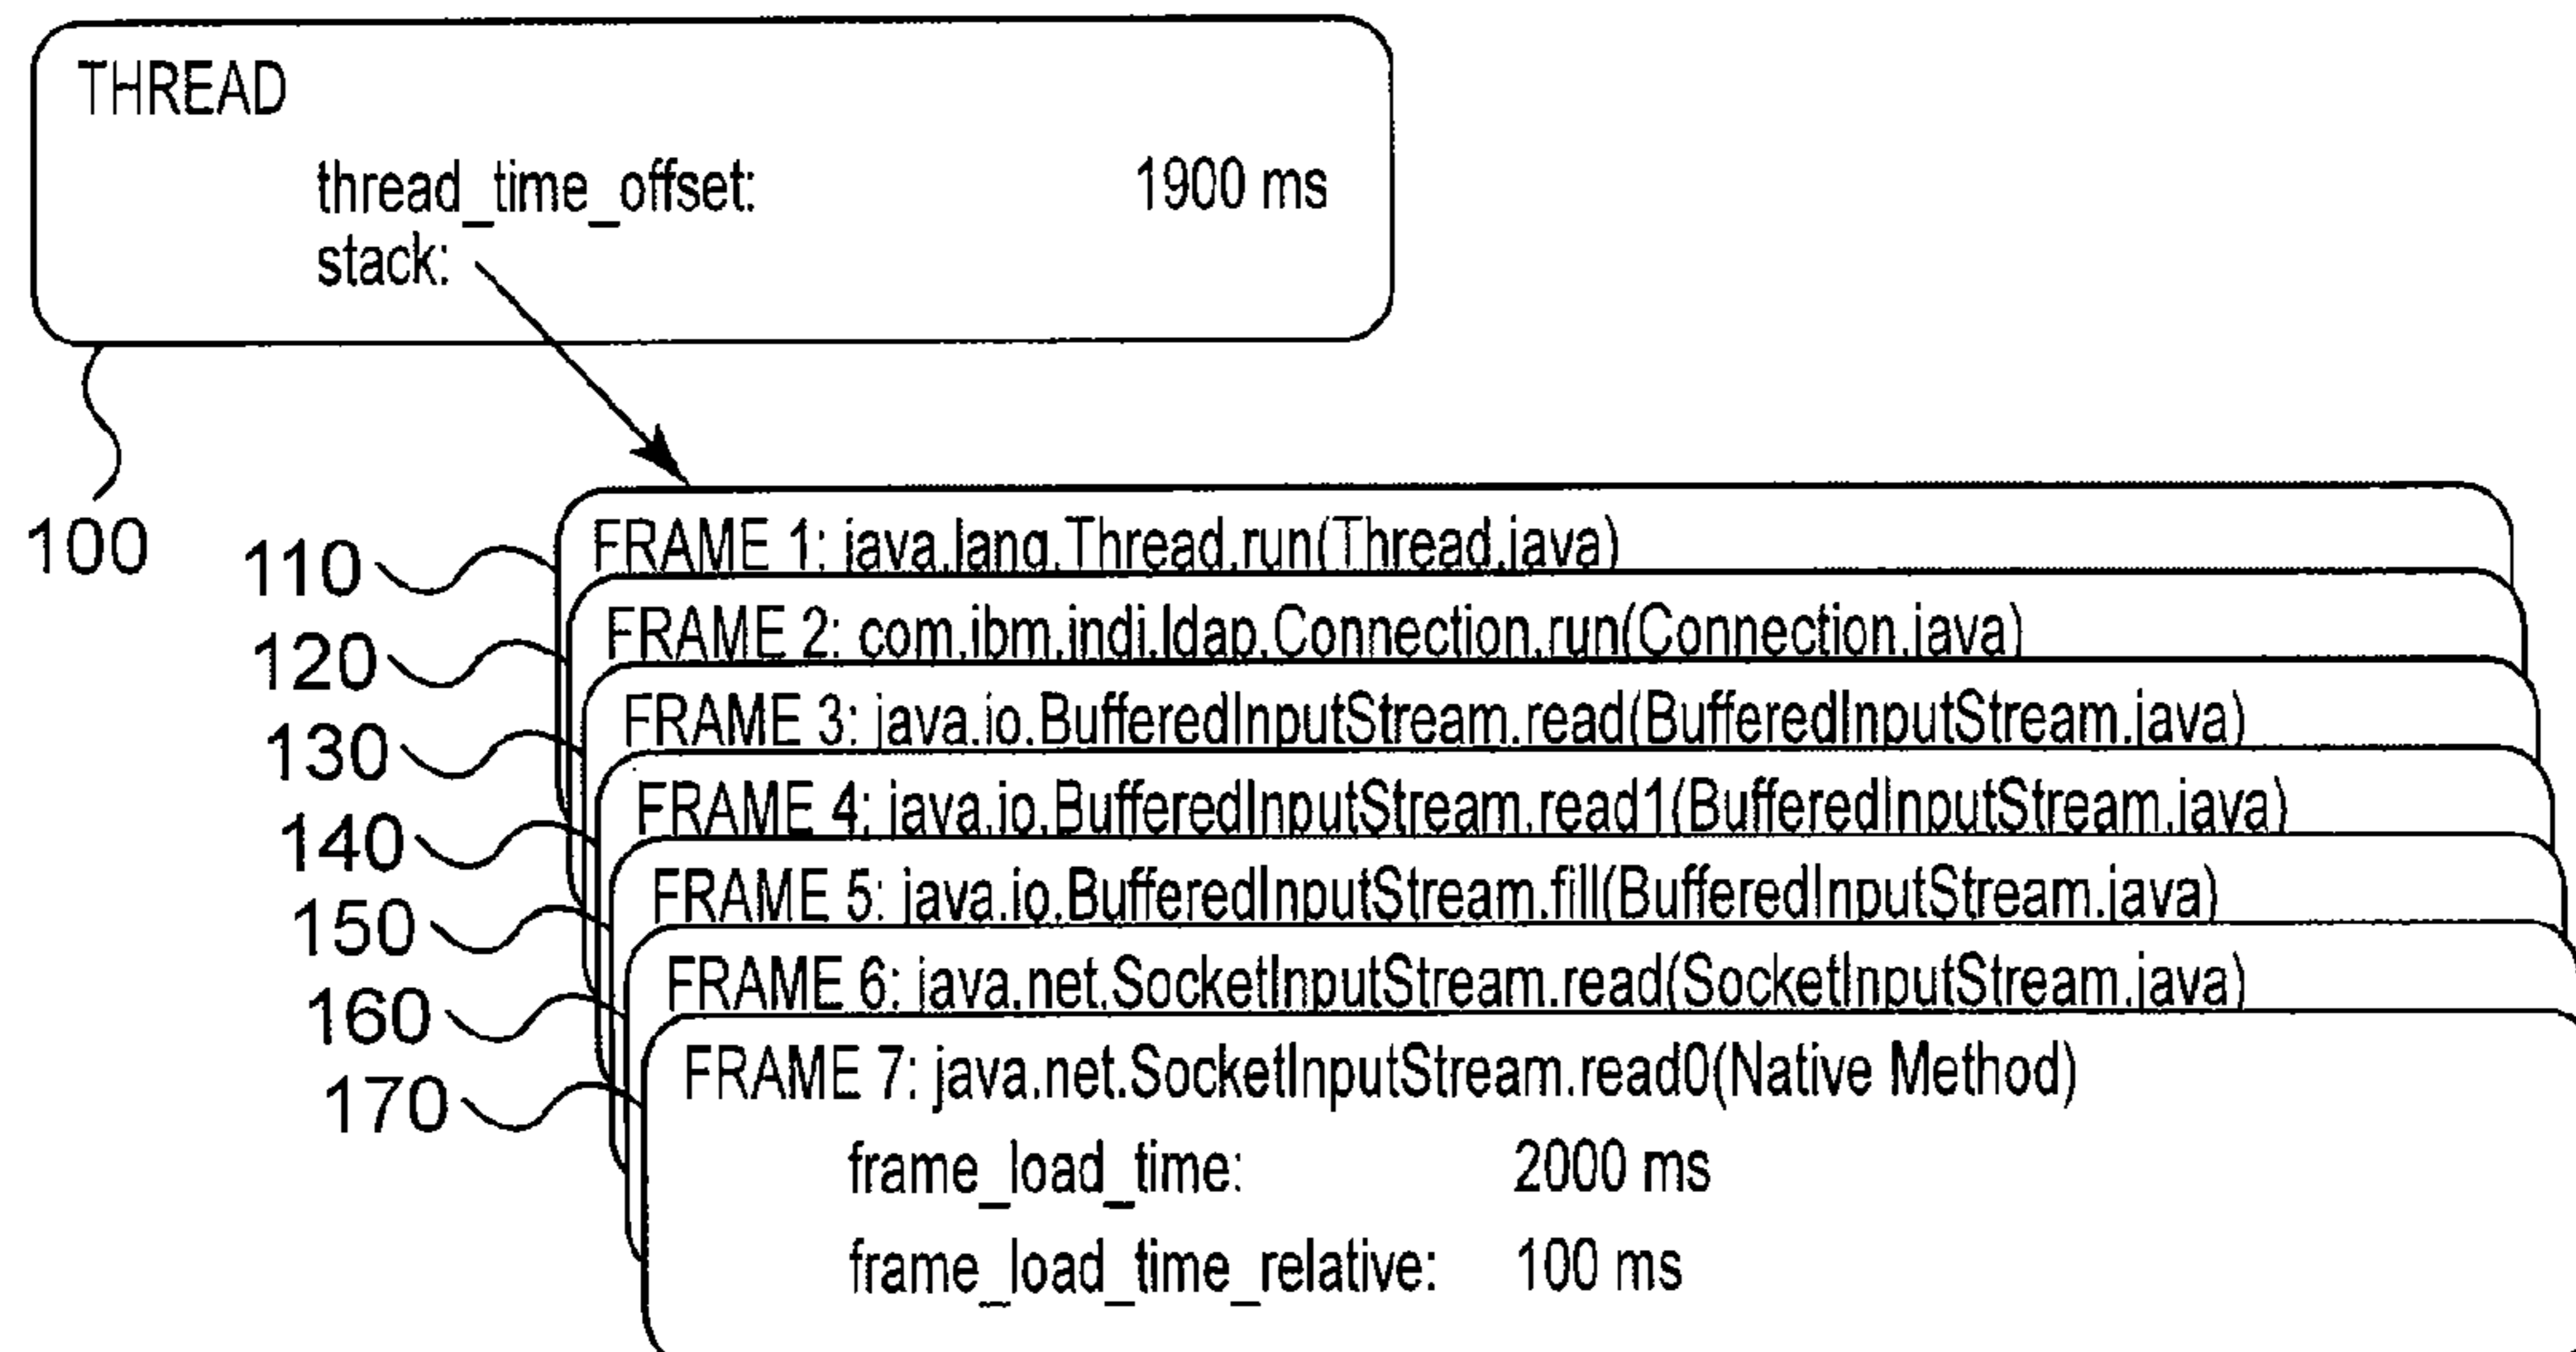 THREAD
thread_time_offset: 1900 ms
stack:
100
110 FRAME 1: java.lang.Thread.run(Thread.java)
120 FRAME 2: com.ibm.indi.ldap.Connection.run(Connection.java)
130 FRAME 3: java.io.BufferedInputStream.read(BufferedInputStream.java)
140 FRAME 4: java.io.BufferedInputStream.read1(BufferedInputStream.java)
150 FRAME 5: java.io.BufferedInputStream.fill(BufferedInputStream.java)
160 FRAME 6: java.net.SocketInputStream.read(SocketInputStream.java)
170 FRAME 7: java.net.SocketInputStream.read0(Native Method)
frame_load_time: 2000 ms
frame_load_time_relative: 100 ms